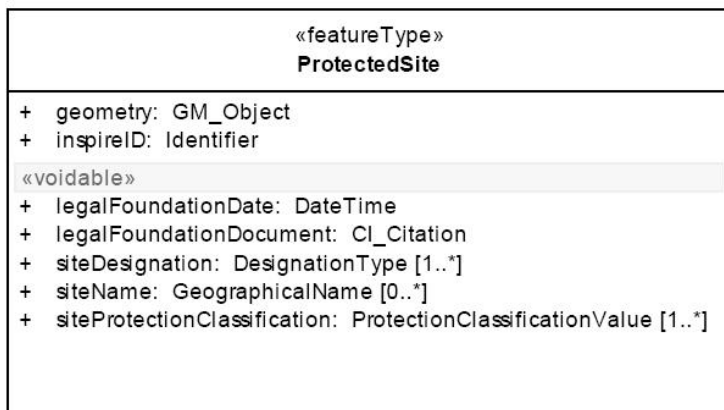 «featureType»
ProtectedSite
+ geometry: GM_Object
+ inspireID: Identifier
«voidable»
+ legalFoundationDate: DateTime
+ legalFoundationDocument: CI_Citation
+ siteDesignation: DesignationType [1..*]
+ siteName: GeographicalName [0..*]
+ siteProtectionClassification: ProtectionClassificationValue [1..*]